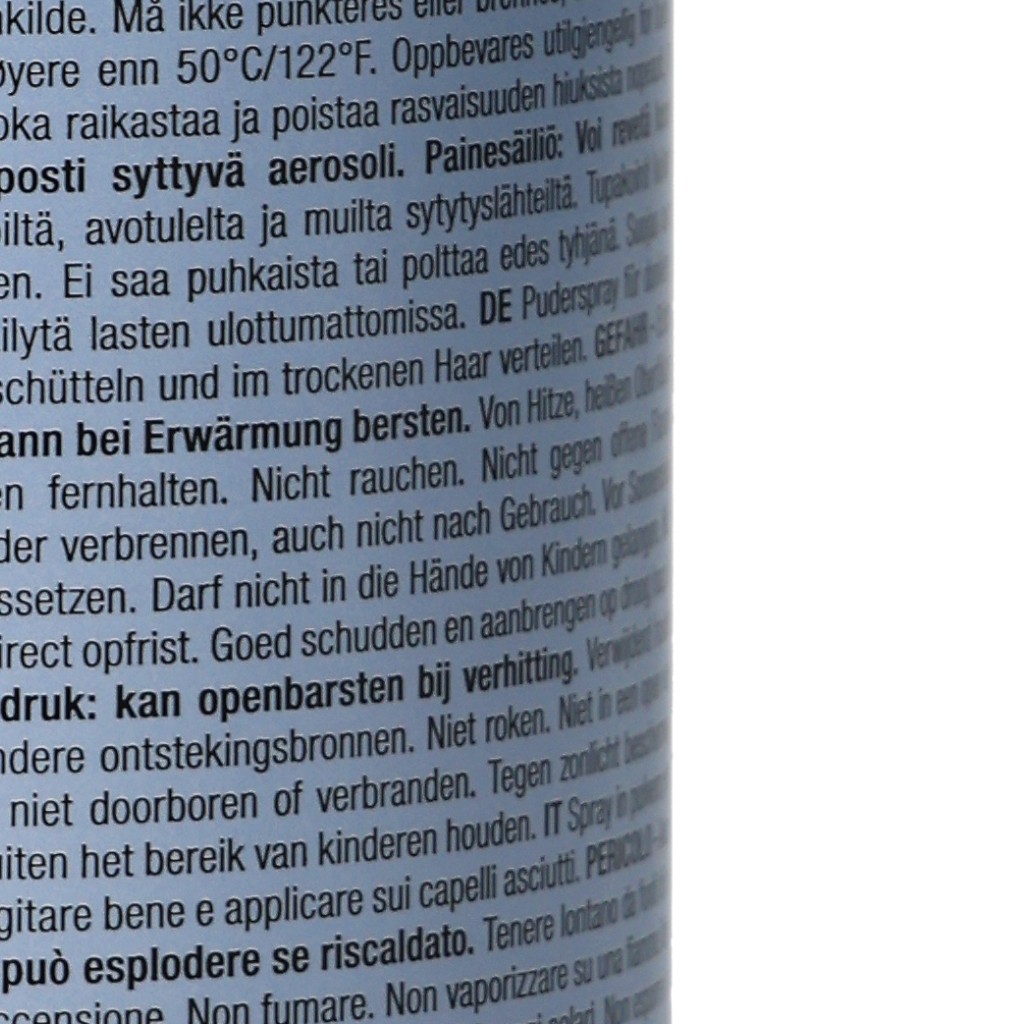 kilde. Må ikke punkteres eller
øyere enn 50°C/122°F. Oppbevares utilgjengelig for
oka raikastaa ja poistaa rasvaisuuden hiuksista
posti syttyvä aerosoli. Painesäiliö: Voi revetä
iltä, avotulelta ja muilta sytytyslähteiltä. Tupakointi
en. Ei saa puhkaista tai polttaa edes tyhjänä.
ilytä lasten ulottumattomissa. DE Puderspray für
schütteln und im trockenen Haar verteilen. GEFAHR -
ann bei Erwärmung bersten. Von Hitze, heißen
en fernhalten. Nicht rauchen. Nicht gegen offene
der verbrennen, auch nicht nach Gebrauch. Vor
ssetzen. Darf nicht in die Hände von Kindern gelangen.
irect opfrist. Goed schudden en aanbrengen op droog
druk: kan openbarsten bij verhitting. Verwijderd
ndere ontstekingsbronnen. Niet roken. Niet in een
niet doorboren of verbranden. Tegen zonlicht
uiten het bereik van kinderen houden. IT Spray in
gitare bene e applicare sui capelli asciutti. PERICOLO
può esplodere se riscaldato. Tenere lontano da
ccensione. Non fumare. Non vaporizzare su una
solari. Non